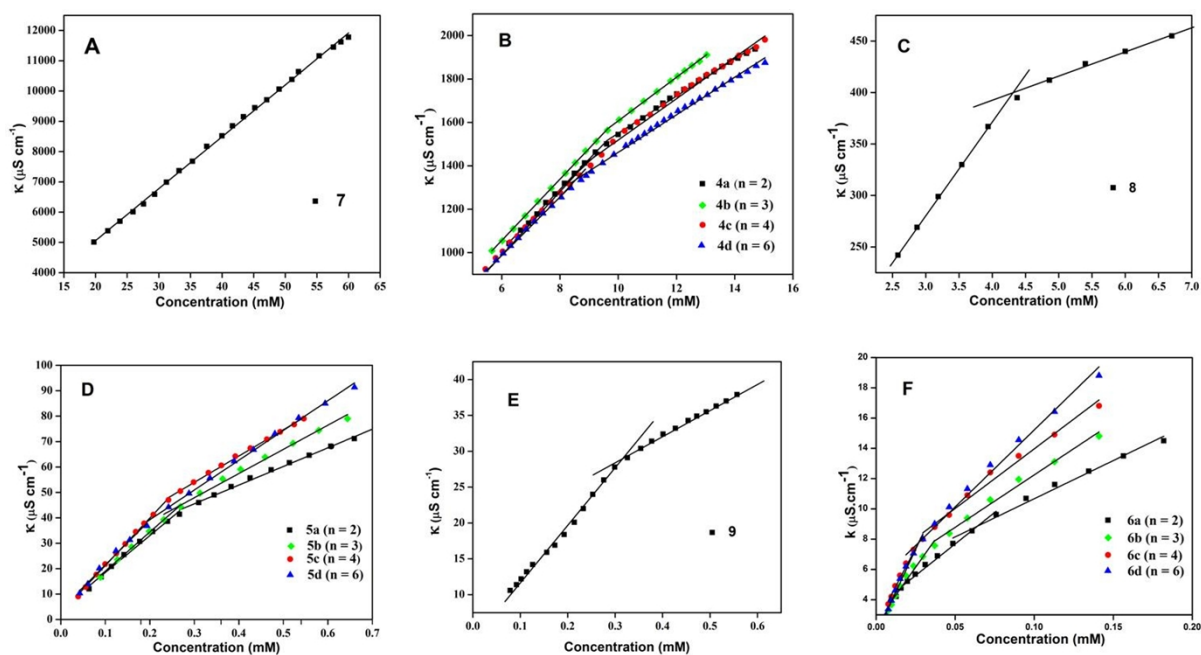 A
12000
11000
10000
9000
8000
7000
6000
5000
4000
κ (μS cm⁻¹)
15 20 25 30 35 40 45 50 55 60 65
Concentration (mM)
7
B
2000
1800
1600
1400
1200
1000
κ (μS cm⁻¹)
6 8 10 12 14 16
Concentration (mM)
4a (n = 2)
4b (n = 3)
4c (n = 4)
4d (n = 6)
C
450
400
350
300
250
κ (μS cm⁻¹)
2.5 3.0 3.5 4.0 4.5 5.0 5.5 6.0 6.5 7.0
Concentration (mM)
8
D
100
90
80
70
60
50
40
30
20
10
0
κ (μS cm⁻¹)
0.0 0.1 0.2 0.3 0.4 0.5 0.6 0.7
Concentration (mM)
5a (n = 2)
5b (n = 3)
5c (n = 4)
5d (n = 6)
E
40
35
30
25
20
15
10
κ (μS cm⁻¹)
0.0 0.1 0.2 0.3 0.4 0.5 0.6
Concentration (mM)
9
F
20
18
16
14
12
10
8
6
4
k (μS.cm⁻¹)
0.00 0.05 0.10 0.15 0.20
Concentration (mM)
6a (n = 2)
6b (n = 3)
6c (n = 4)
6d (n = 6)